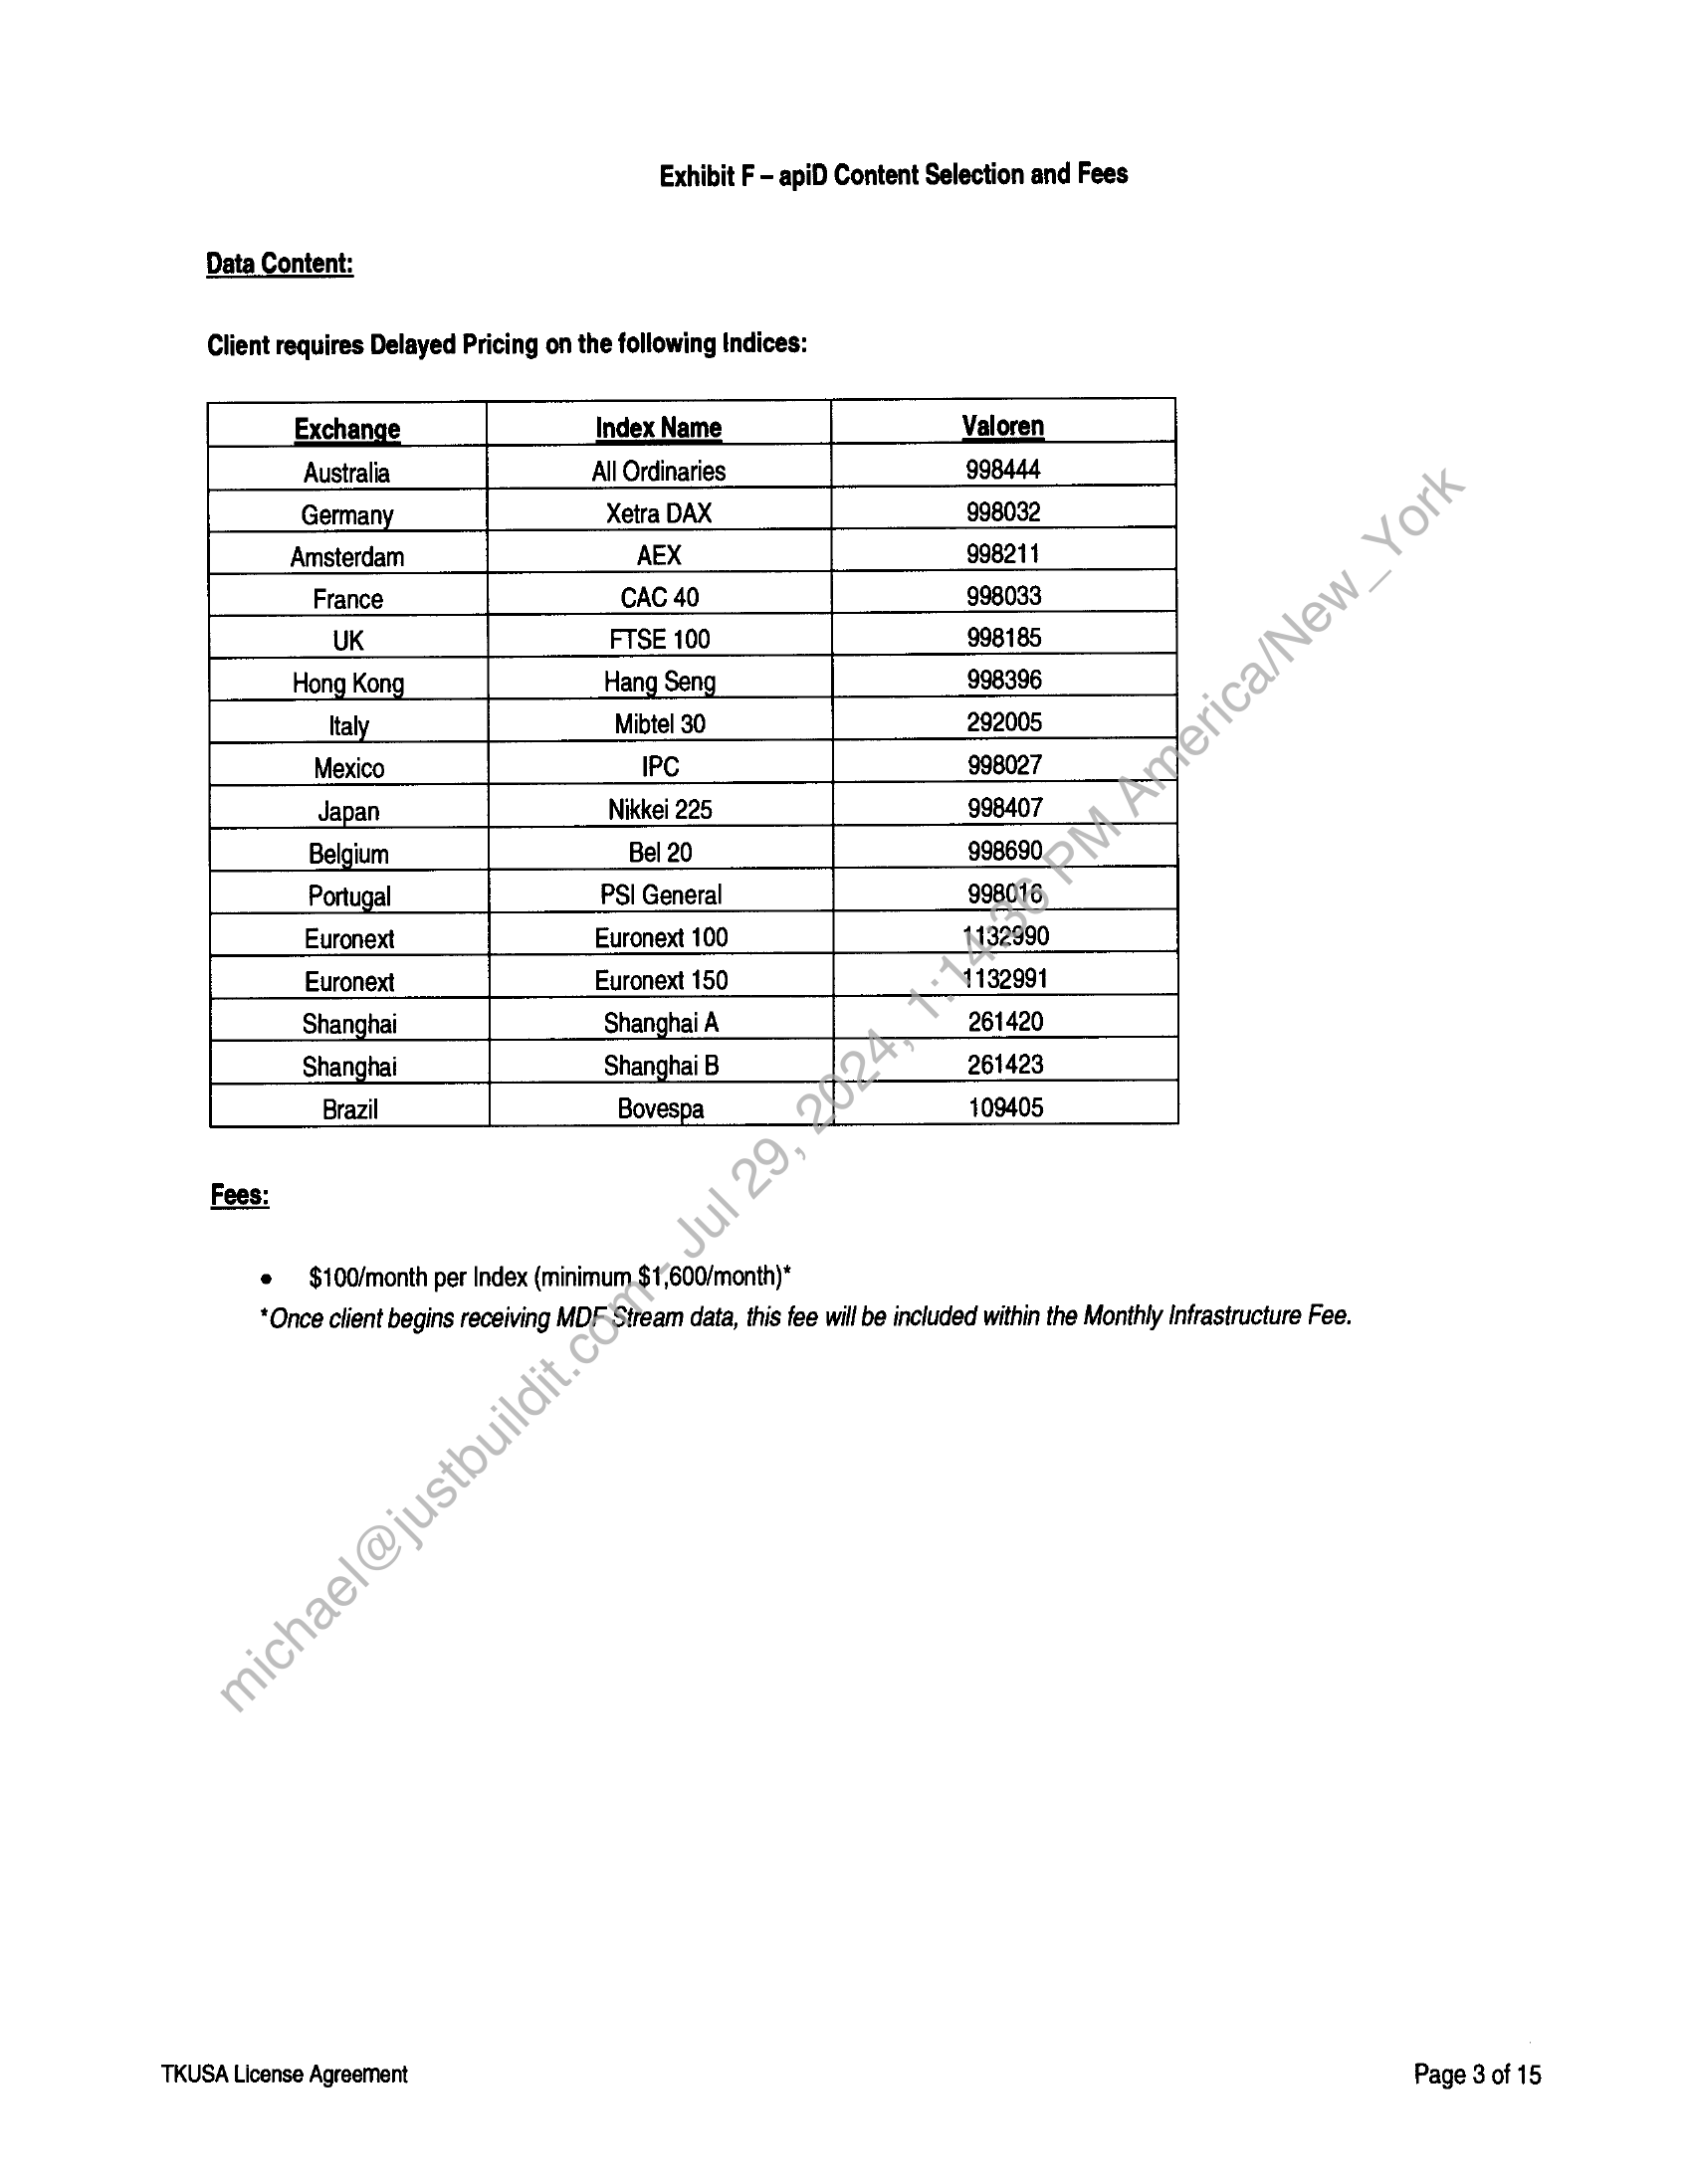 Exhibit F – apiD Content Selection and Fees
Data Content:
Client requires Delayed Pricing on the following Indices:
Exchange Index Name Valoren
Australia All Ordinaries 998444
Germany Xetra DAX 998032
Amsterdam AEX 998211
France CAC 40 998033
UK FTSE 100 998185
Hong Kong Hang Seng 998396
Italy Mibtel 30 292005
Mexico IPC 998027
Japan Nikkei 225 998407
Belgium Bel 20 998690
Portugal PSI General 998016
Euronext Euronext 100 1132990
Euronext Euronext 150 1132991
Shanghai Shanghai A 261420
Shanghai Shanghai B 261423
Brazil Bovespa 109405
Fees:
• $100/month per Index (minimum $1,600/month)*
*Once client begins receiving MDF Stream data, this fee will be included within the Monthly Infrastructure Fee.
michael@justbuildit.com - Jul 29, 2024, 1:14:36 PM America/New_York
TKUSA License Agreement
Page 3 of 15